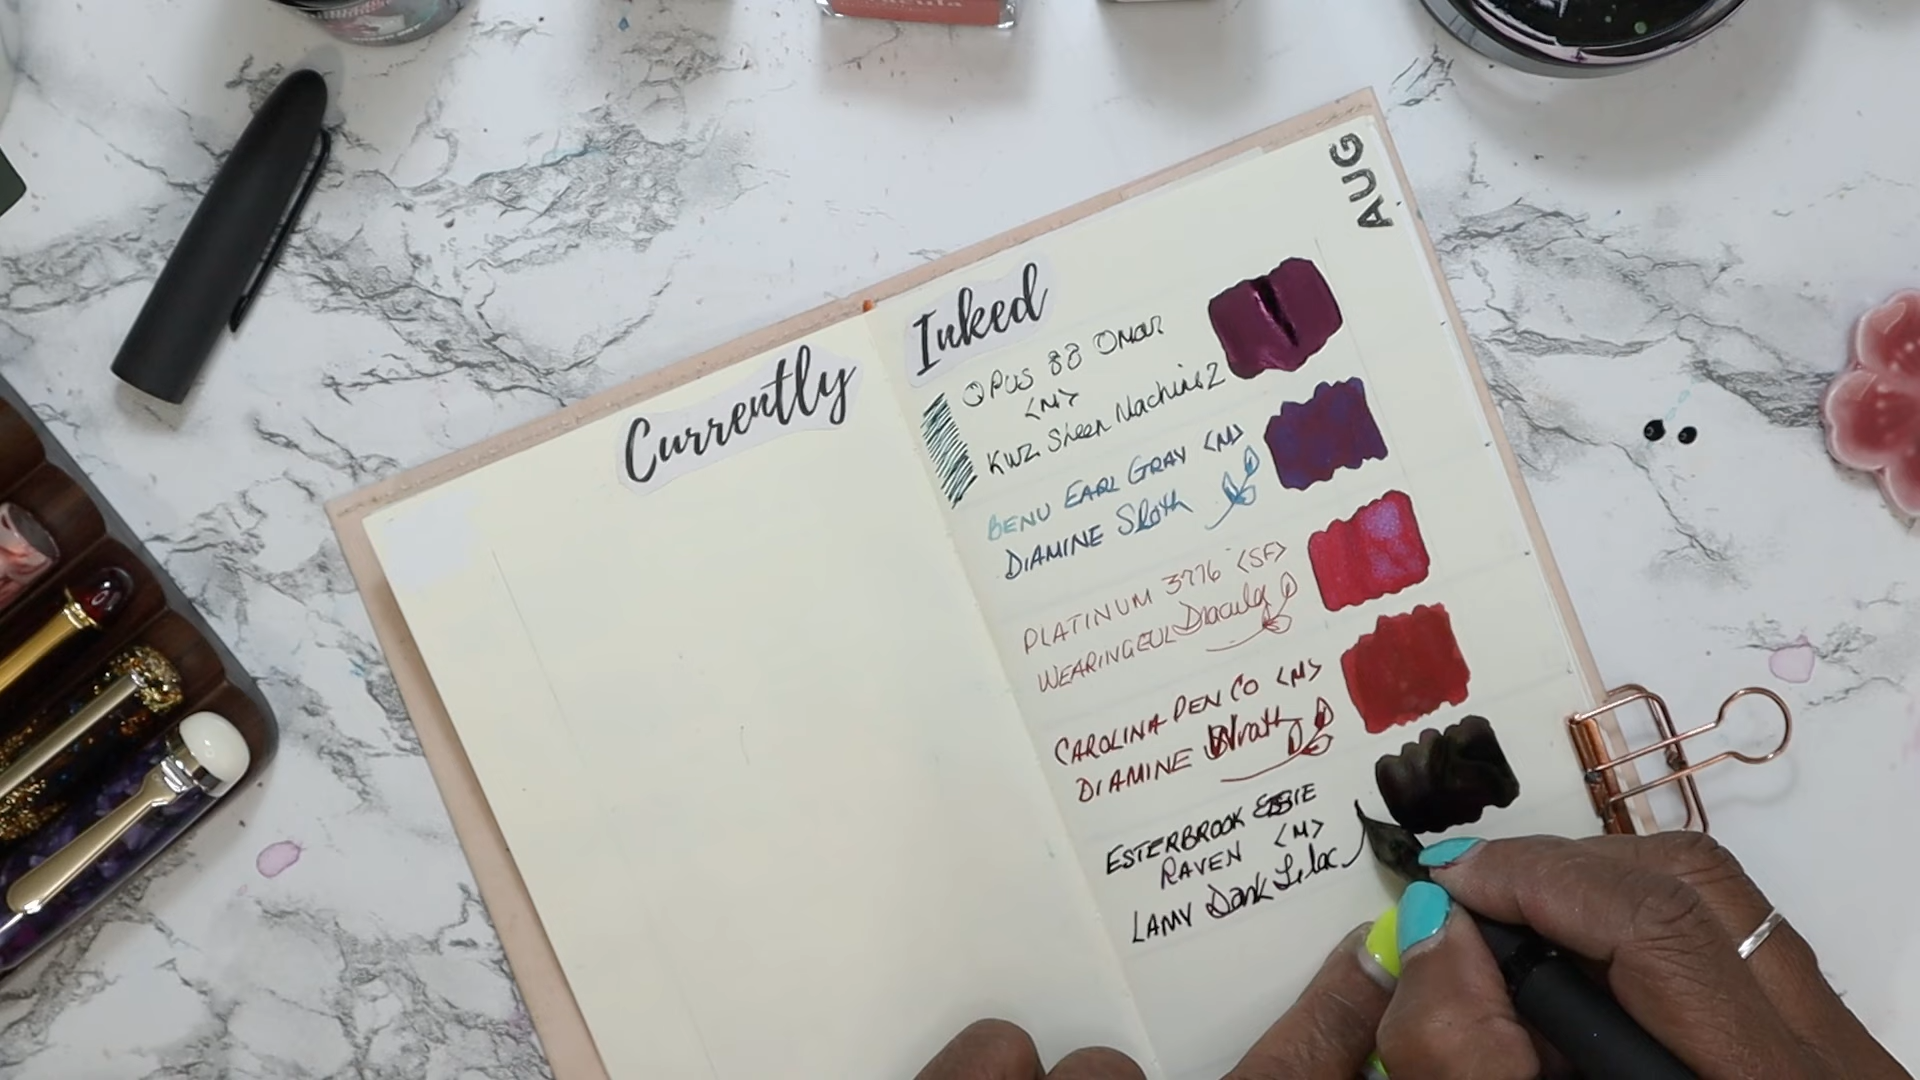 AUG
Currently
Inked
OPUS 88 OMAR
<M>
KWZ Sheen Machine 2
BENU EARL GRAY <M>
DIAMINE Sloth
PLATINUM 3776 <SF>
WEARINGEUL Dracula
CAROLINA PEN CO <M>
DIAMINE Wrath
ESTERBROOK ESTIE
RAVEN <M>
LAMY Dark Lilac